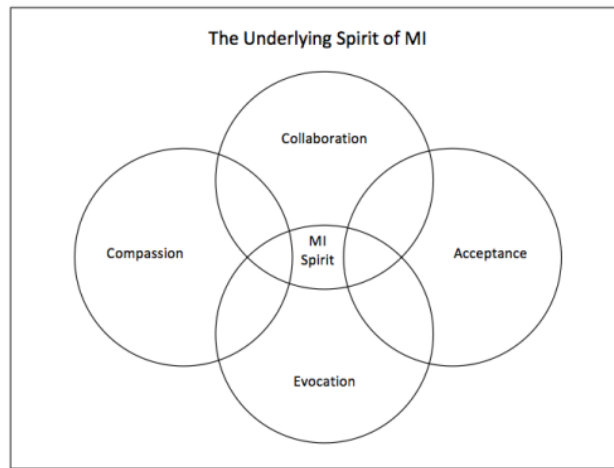 The Underlying Spirit of MI
Collaboration
Compassion
MI
Spirit
Acceptance
Evocation